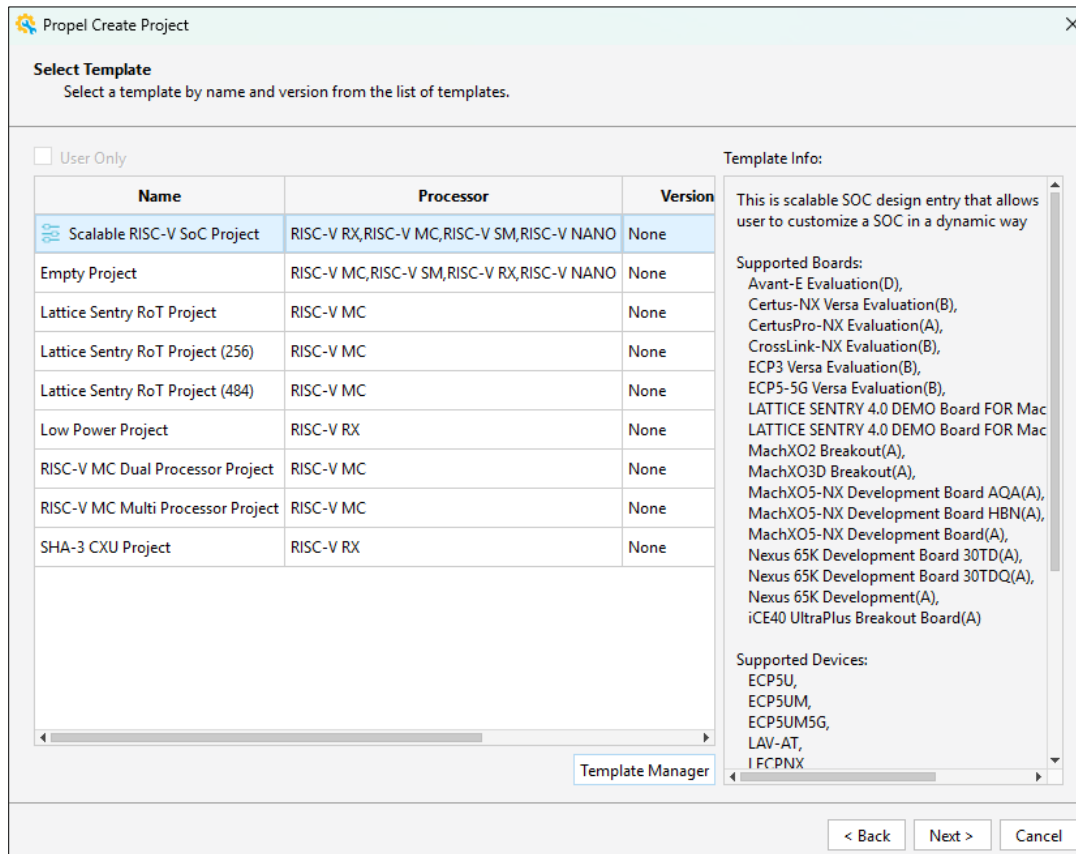 Propel Create Project
Select Template
Select a template by name and version from the list of templates.
User Only
Name Processor Version
Scalable RISC-V SoC Project RISC-V RX,RISC-V MC,RISC-V SM,RISC-V NANO None
Empty Project RISC-V MC,RISC-V SM,RISC-V RX,RISC-V NANO None
Lattice Sentry RoT Project RISC-V MC None
Lattice Sentry RoT Project (256) RISC-V MC None
Lattice Sentry RoT Project (484) RISC-V MC None
Low Power Project RISC-V RX None
RISC-V MC Dual Processor Project RISC-V MC None
RISC-V MC Multi Processor Project RISC-V MC None
SHA-3 CXU Project RISC-V RX None
Template Manager
Template Info:
This is scalable SOC design entry that allows
user to customize a SOC in a dynamic way
Supported Boards:
Avant-E Evaluation(D),
Certus-NX Versa Evaluation(B),
CertusPro-NX Evaluation(A),
CrossLink-NX Evaluation(B),
ECP3 Versa Evaluation(B),
ECP5-5G Versa Evaluation(B),
LATTICE SENTRY 4.0 DEMO Board FOR Mac
LATTICE SENTRY 4.0 DEMO Board FOR Mac
MachXO2 Breakout(A),
MachXO3D Breakout(A),
MachXO5-NX Development Board AQA(A),
MachXO5-NX Development Board HBN(A),
MachXO5-NX Development Board(A),
Nexus 65K Development Board 30TD(A),
Nexus 65K Development Board 30TDQ(A),
Nexus 65K Development(A),
iCE40 UltraPlus Breakout Board(A)
Supported Devices:
ECP5U,
ECP5UM,
ECP5UM5G,
LAV-AT,
LFCPNX
< Back Next > Cancel